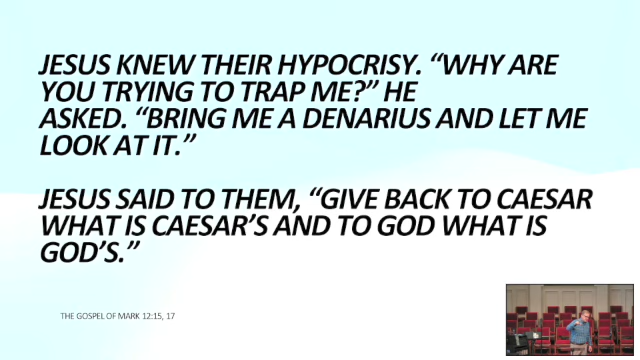 JESUS KNEW THEIR HYPOCRISY. “WHY ARE
YOU TRYING TO TRAP ME?” HE
ASKED. “BRING ME A DENARIUS AND LET ME
LOOK AT IT.”
JESUS SAID TO THEM, “GIVE BACK TO CAESAR
WHAT IS CAESAR’S AND TO GOD WHAT IS
GOD’S.”
THE GOSPEL OF MARK 12:15, 17